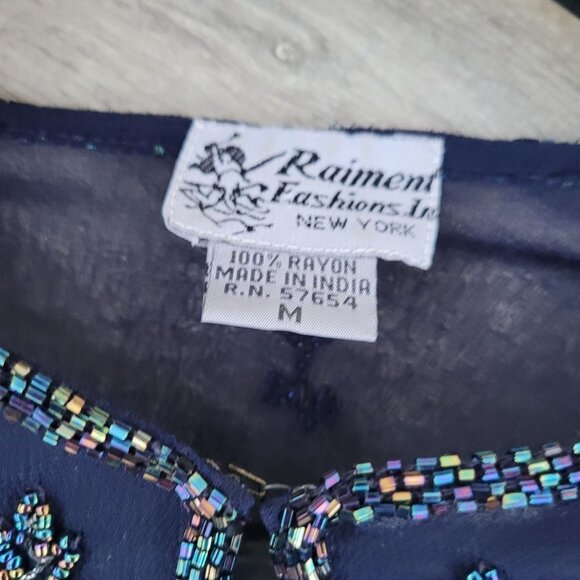 Raiment
Fashions. In
NEW YORK
100% RAYON
MADE IN INDIA
R.N. 57654
M